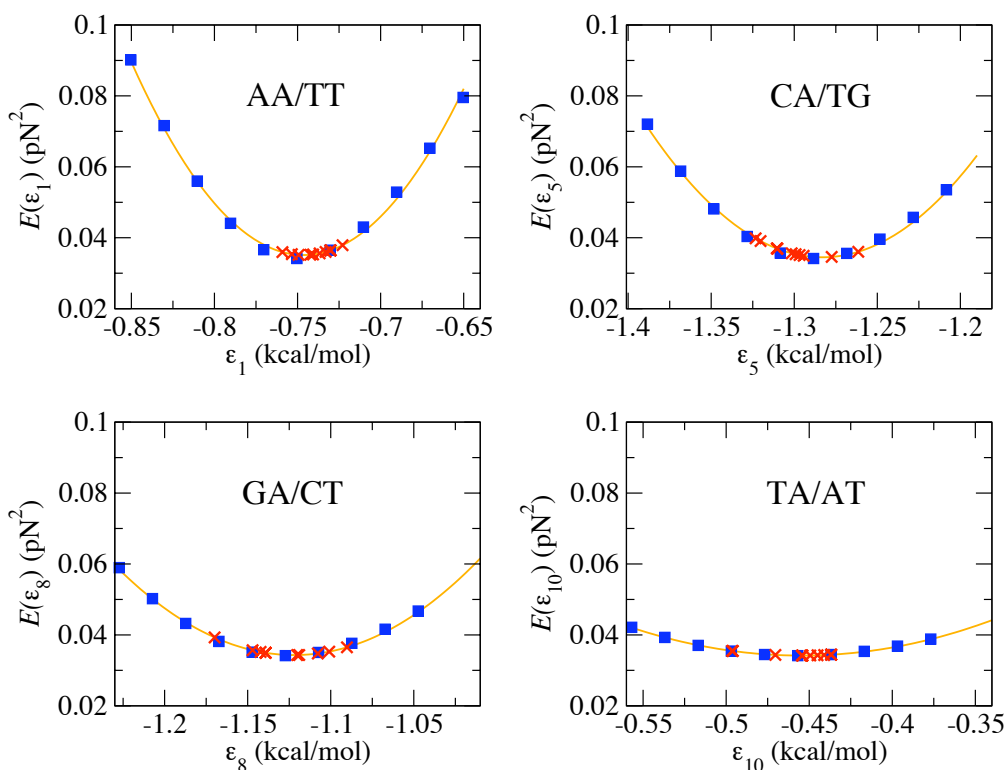 0.1
0.08
0.06
0.04
0.02
E(ε₁) (pN²)
AA/TT
-0.85 -0.8 -0.75 -0.7 -0.65
ε₁ (kcal/mol)
0.1
0.08
0.06
0.04
0.02
E(ε₅) (pN²)
CA/TG
-1.4 -1.35 -1.3 -1.25 -1.2
ε₅ (kcal/mol)
0.1
0.08
0.06
0.04
0.02
E(ε₈) (pN²)
GA/CT
-1.2 -1.15 -1.1 -1.05
ε₈ (kcal/mol)
0.1
0.08
0.06
0.04
0.02
E(ε₁₀) (pN²)
TA/AT
-0.55 -0.5 -0.45 -0.4 -0.35
ε₁₀ (kcal/mol)